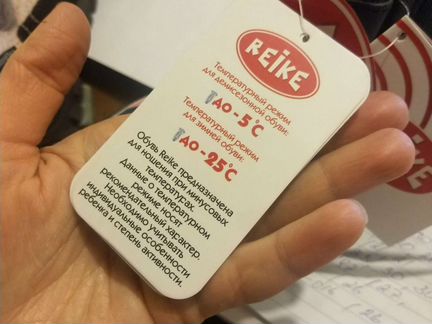 REIKE
Температурный режим
для демисезонной обуви:
до -5°C
Температурный режим
для зимней обуви:
до -25°C
Обувь Reike предназначена
для ношения при минусовых
температурах.
Данные о температурном
режиме носят
рекомендательный характер.
Необходимо учитывать
индивидуальные особенности
ребенка и степень активности.